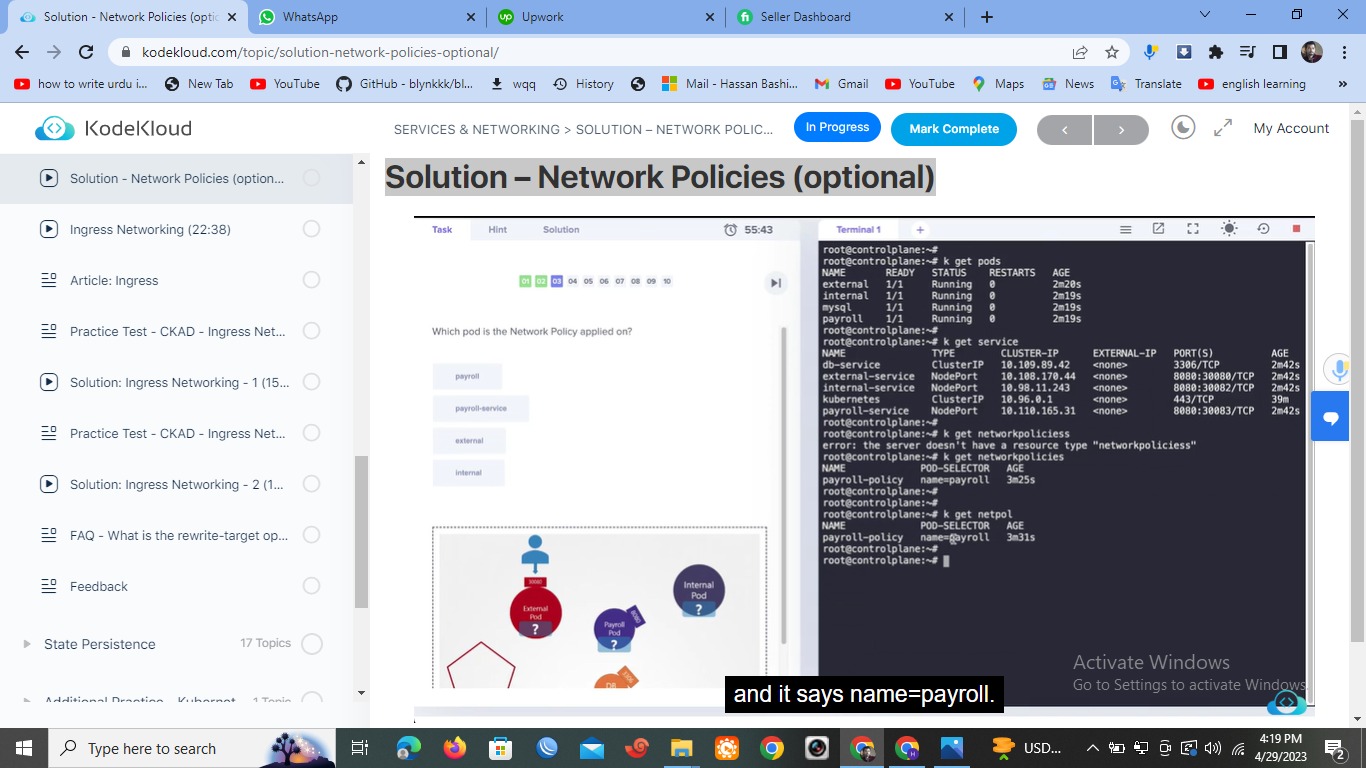 Solution - Network Policies (optic
WhatsApp
Upwork
Seller Dashboard
kodekloud.com/topic/solution-network-policies-optional/
how to write urdu i...
New Tab
YouTube
GitHub - blynkkk/bl...
wqq
History
Mail - Hassan Bashi...
Gmail
YouTube
Maps
News
Translate
english learning
KodeKloud
SERVICES & NETWORKING > SOLUTION – NETWORK POLIC...
In Progress
Mark Complete
My Account
Solution - Network Policies (option...
Ingress Networking (22:38)
Article: Ingress
Practice Test - CKAD - Ingress Net...
Solution: Ingress Networking - 1 (15...
Practice Test - CKAD - Ingress Net...
Solution: Ingress Networking - 2 (1...
FAQ - What is the rewrite-target op...
Feedback
State Persistence
17 Topics
Additional Practice - Kubernet
1 Topic
Solution – Network Policies (optional)
Task
Hint
Solution
55:43
01 02 03 04 05 06 07 08 09 10
Which pod is the Network Policy applied on?
payroll
payroll-service
external
internal
30080
External Pod
?
Payroll Pod
?
8080
Internal Pod
?
3306
DB
Terminal 1
root@controlplane:~#
root@controlplane:~# k get pods
NAME READY STATUS RESTARTS AGE
external 1/1 Running 0 2m20s
internal 1/1 Running 0 2m19s
mysql 1/1 Running 0 2m19s
payroll 1/1 Running 0 2m19s
root@controlplane:~#
root@controlplane:~# k get service
NAME TYPE CLUSTER-IP EXTERNAL-IP PORT(S) AGE
db-service ClusterIP 10.109.89.42 <none> 3306/TCP 2m42s
external-service NodePort 10.108.170.44 <none> 8080:30080/TCP 2m42s
internal-service NodePort 10.98.11.243 <none> 8080:30082/TCP 2m42s
kubernetes ClusterIP 10.96.0.1 <none> 443/TCP 39m
payroll-service NodePort 10.110.165.31 <none> 8080:30083/TCP 2m42s
root@controlplane:~#
root@controlplane:~# k get networkpoliciess
error: the server doesn't have a resource type "networkpoliciess"
root@controlplane:~# k get networkpolicies
NAME POD-SELECTOR AGE
payroll-policy name=payroll 3m25s
root@controlplane:~#
root@controlplane:~#
root@controlplane:~# k get netpol
NAME POD-SELECTOR AGE
payroll-policy name=payroll 3m31s
root@controlplane:~#
root@controlplane:~#
Activate Windows
Go to Settings to activate Windows.
and it says name=payroll.
Type here to search
USD...
4:19 PM
4/29/2023
2